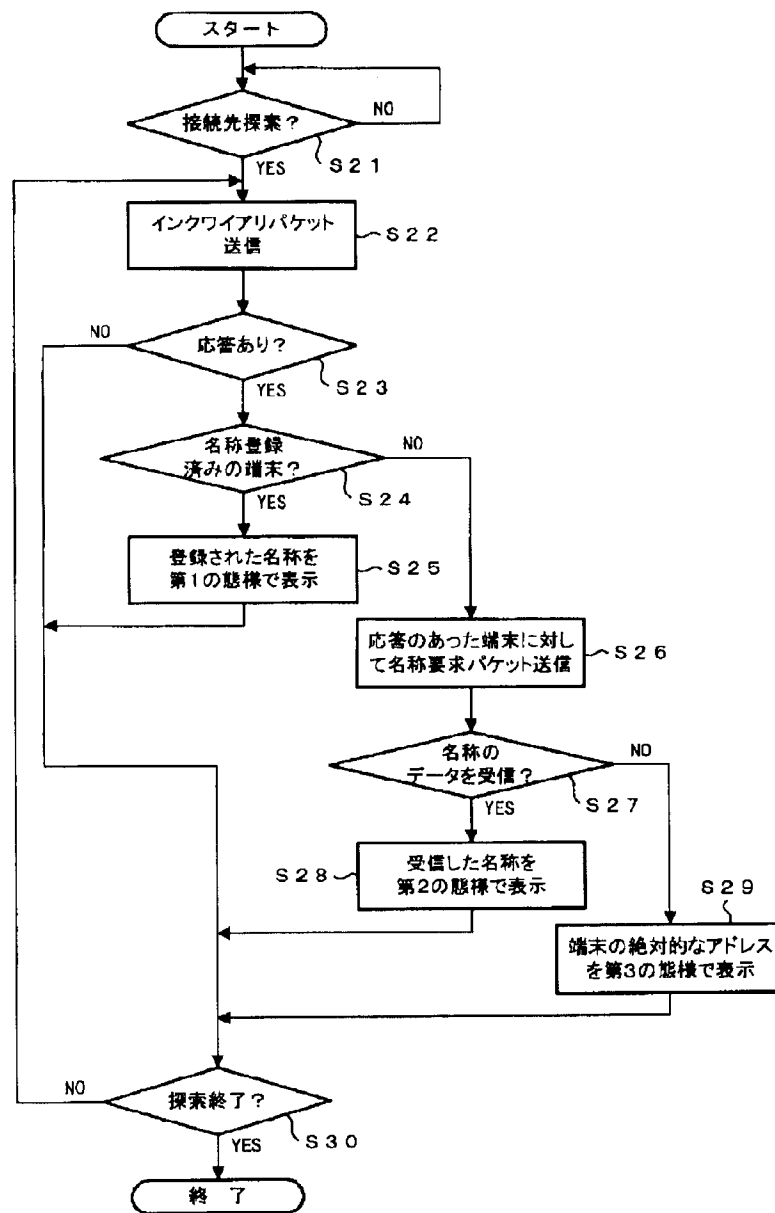 スタート
接続先探索?
NO
S21
YES
インクワイアリパケット
送信
S22
NO
応答あり?
S23
YES
名称登録
済みの端末?
NO
S24
YES
登録された名称を
第1の態様で表示
S25
応答のあった端末に対し
て名称要求パケット送信
S26
名称の
データを受信?
NO
S27
YES
S28
受信した名称を
第2の態様で表示
S29
端末の絶対的なアドレス
を第3の態様で表示
NO
探索終了?
S30
YES
終 了